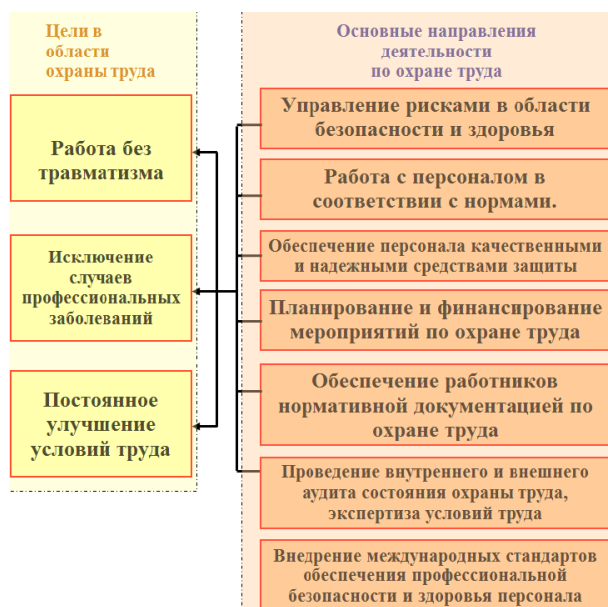 Цели в
области
охраны труда
Работа без
травматизма
Исключение
случаев
профессиональных
заболеваний
Постоянное
улучшение
условий труда
Основные направления
деятельности
по охране труда
Управление рисками в области
безопасности и здоровья
Работа с персоналом в
соответствии с нормами.
Обеспечение персонала качественными
и надежными средствами защиты
Планирование и финансирование
мероприятий по охране труда
Обеспечение работников
нормативной документацией по
охране труда
Проведение внутреннего и внешнего
аудита состояния охраны труда,
экспертиза условий труда
Внедрение международных стандартов
обеспечения профессиональной
безопасности и здоровья персонала